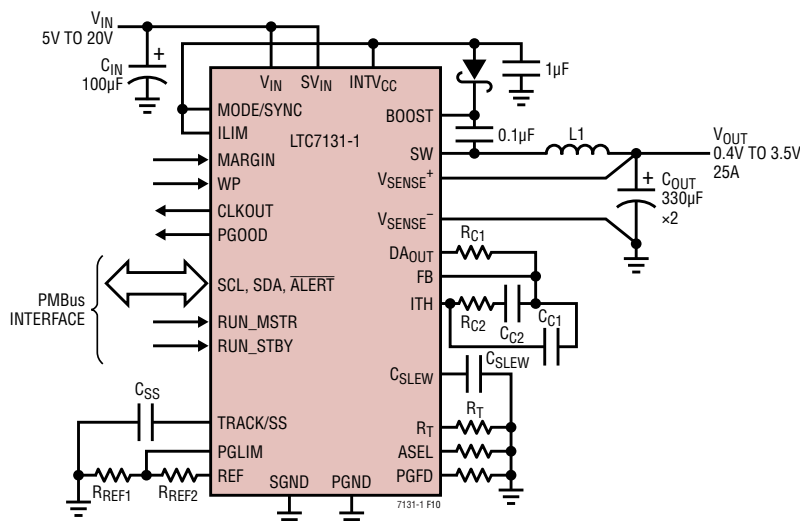 VIN
5V TO 20V
CIN
100µF
+
VIN
SVIN
INTVCC
1µF
MODE/SYNC
ILIM
LTC7131-1
BOOST
0.1µF
L1
SW
VOUT
0.4V TO 3.5V
25A
MARGIN
WP
VSENSE+
+
COUT
330µF
×2
CLKOUT
PGOOD
VSENSE–
DAOUT
RC1
FB
ITH
RC2
CC2
CC1
PMBus
INTERFACE
SCL, SDA, ALERT
RUN_MSTR
RUN_STBY
CSLEW
CSLEW
CSS
TRACK/SS
RT
RT
PGLIM
ASEL
REF
PGFD
RREF1
RREF2
SGND
PGND
7131-1 F10